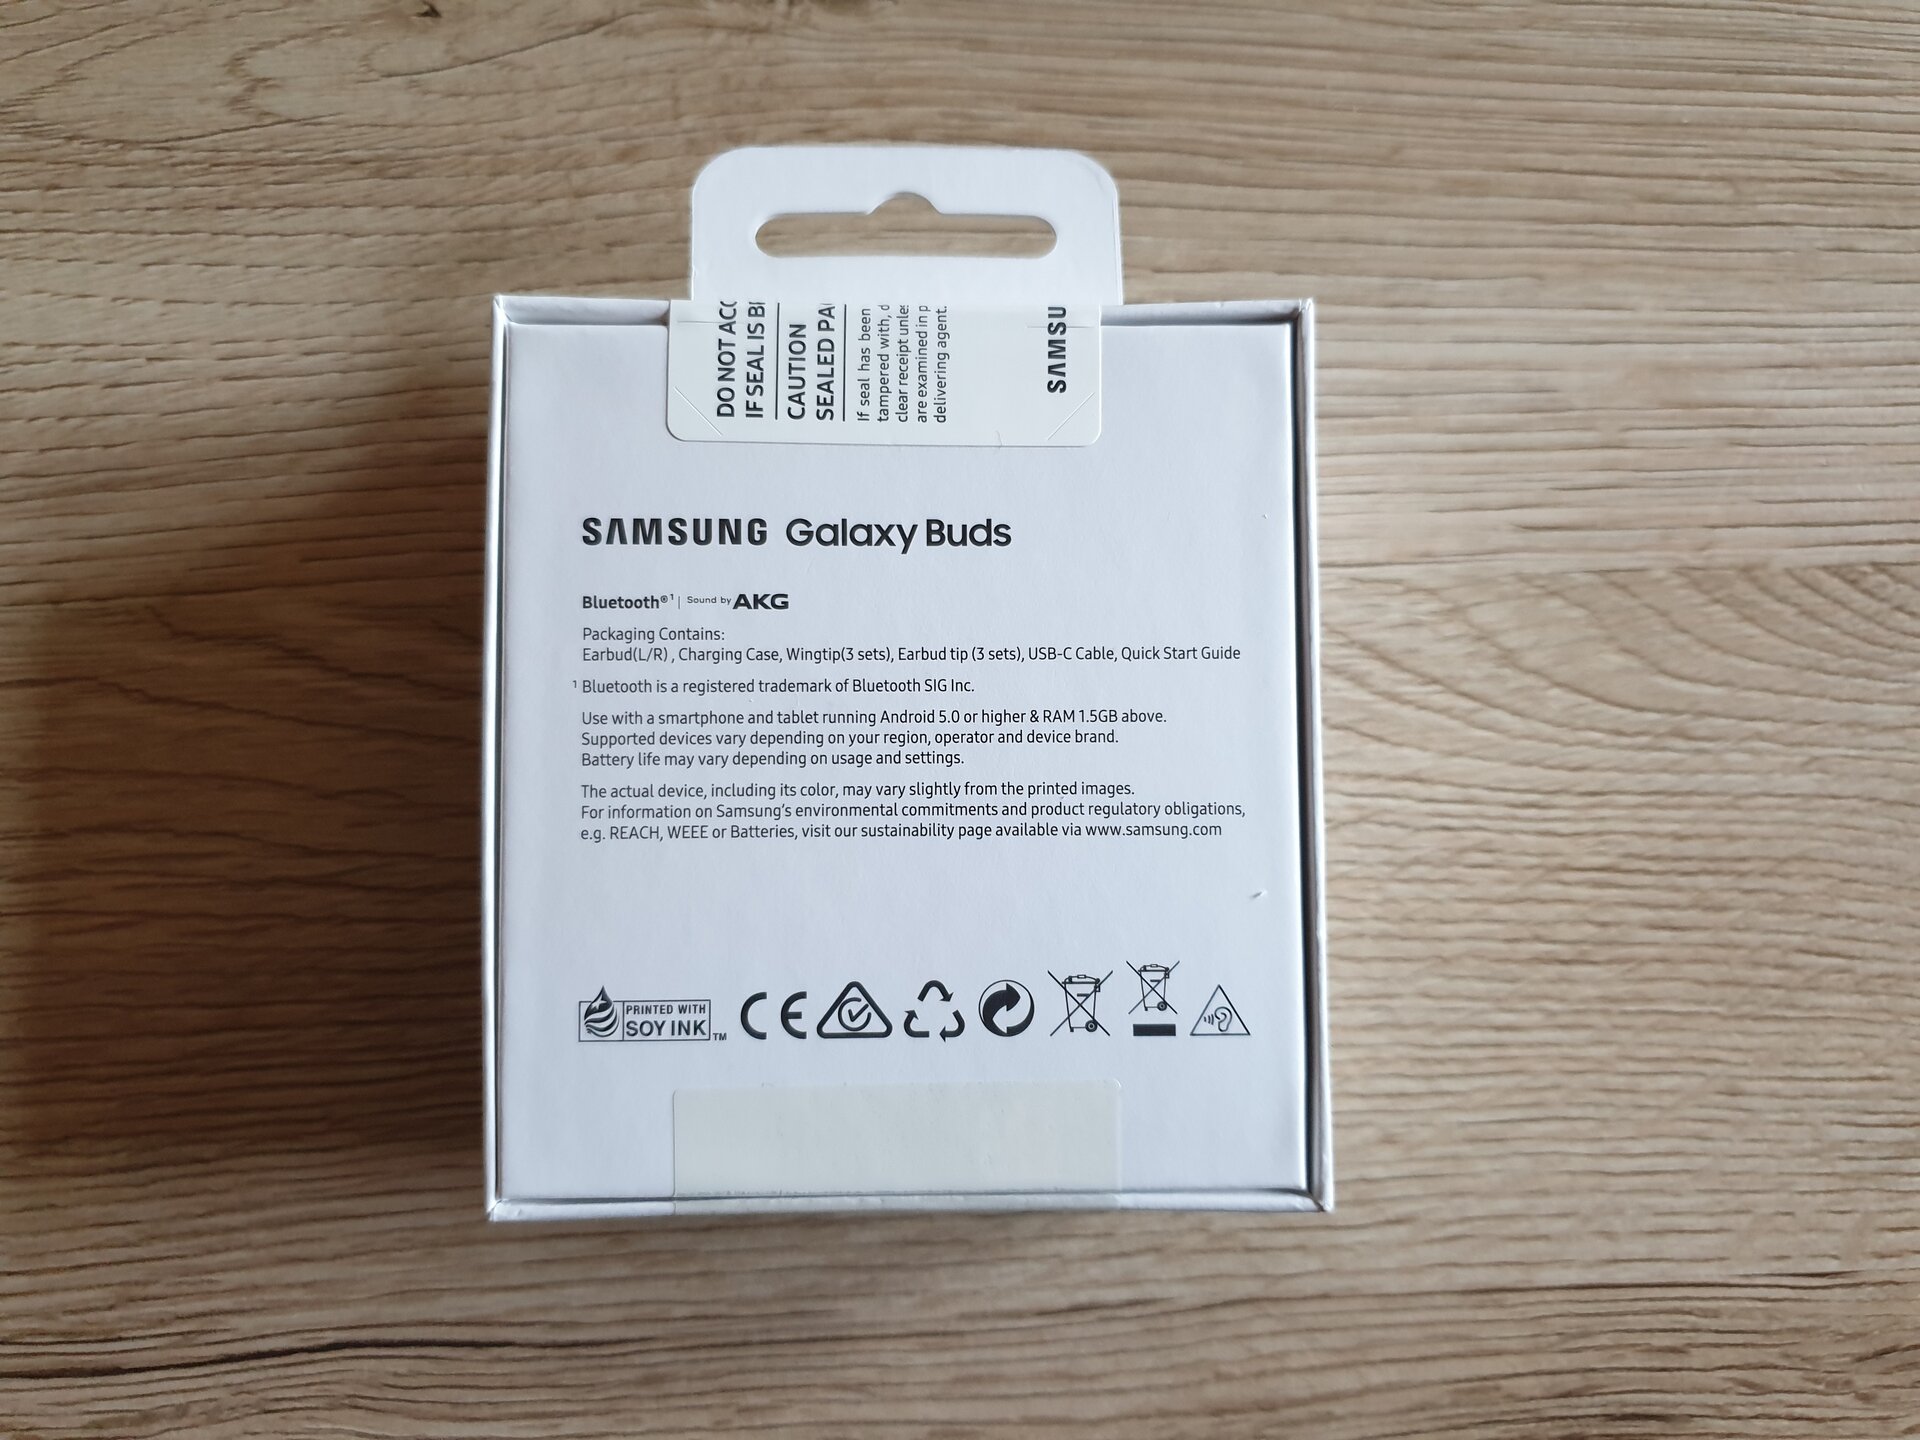 DO NOT ACC
IF SEAL IS B
CAUTION
SEALED PA
If seal has been
tampered with, d
clear receipt unle
are examined in p
delivering agent.
SAMSU
SAMSUNG Galaxy Buds
Bluetooth®¹ | Sound by AKG
Packaging Contains:
Earbud(L/R) , Charging Case, Wingtip(3 sets), Earbud tip (3 sets), USB-C Cable, Quick Start Guide
¹ Bluetooth is a registered trademark of Bluetooth SIG Inc.
Use with a smartphone and tablet running Android 5.0 or higher & RAM 1.5GB above.
Supported devices vary depending on your region, operator and device brand.
Battery life may vary depending on usage and settings.
The actual device, including its color, may vary slightly from the printed images.
For information on Samsung's environmental commitments and product regulatory obligations,
e.g. REACH, WEEE or Batteries, visit our sustainability page available via www.samsung.com
PRINTED WITH
SOY INK™
CE